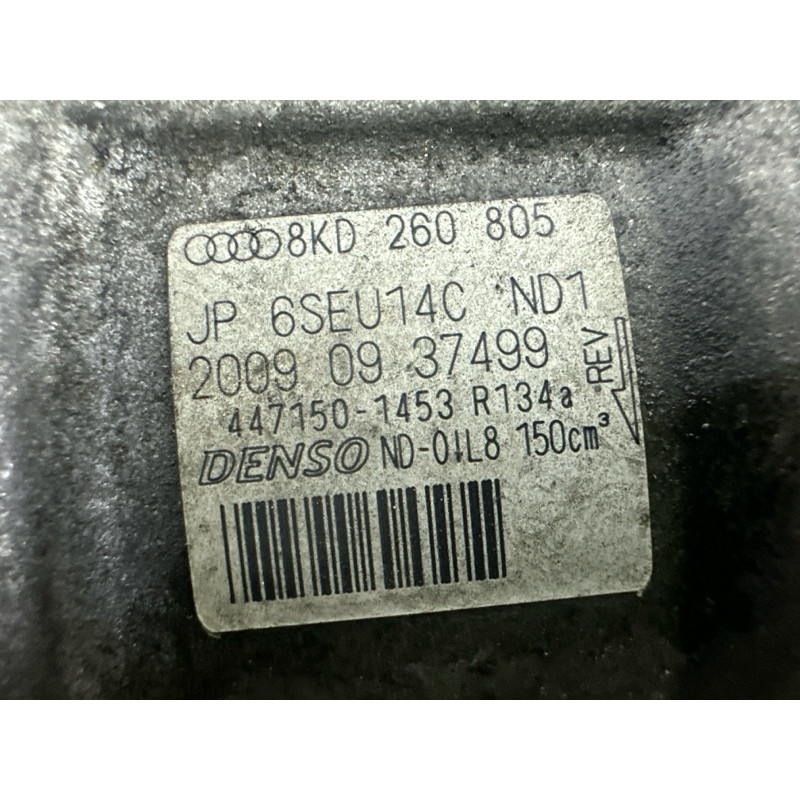 8KD 260 805
JP 6SEU14C ND1
2009 09 37499
REV
447150-1453 R134a
DENSO ND-OIL8 150cm³